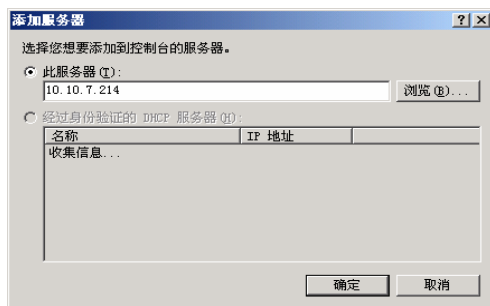 添加服务器
选择您想要添加到控制台的服务器。
此服务器(T):
10.10.7.214
浏览(B)...
经过身份验证的 DHCP 服务器(H):
名称 IP 地址
收集信息...
确定 取消